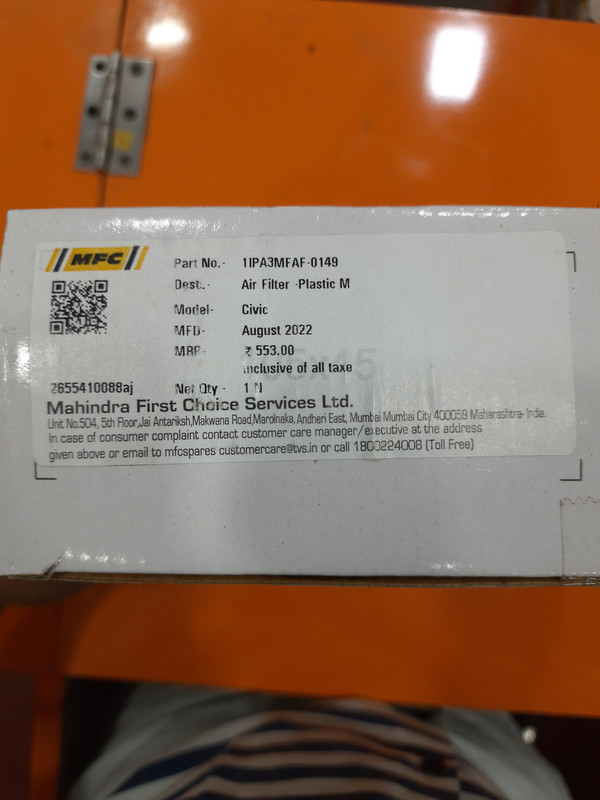 MFC
Part No.- 1IPA3MFAF-0149
Dest.- Air Filter -Plastic M
Model- Civic
MFD- August 2022
MRP- ₹ 553.00
inclusive of all taxe
2655410088aj Net Qty - 1 N
Mahindra First Choice Services Ltd.
Unit No.504, 5th Floor,Jai Antariksh,Makwana Road,Marolnaka,Andheri East, Mumbai Mumbai City 400059 Maharashtra- India.
In case of consumer complaint contact customer care manager/executive at the address
given above or email to mfcspares customercare@tvs.in or call 1800224008 (Toll Free)